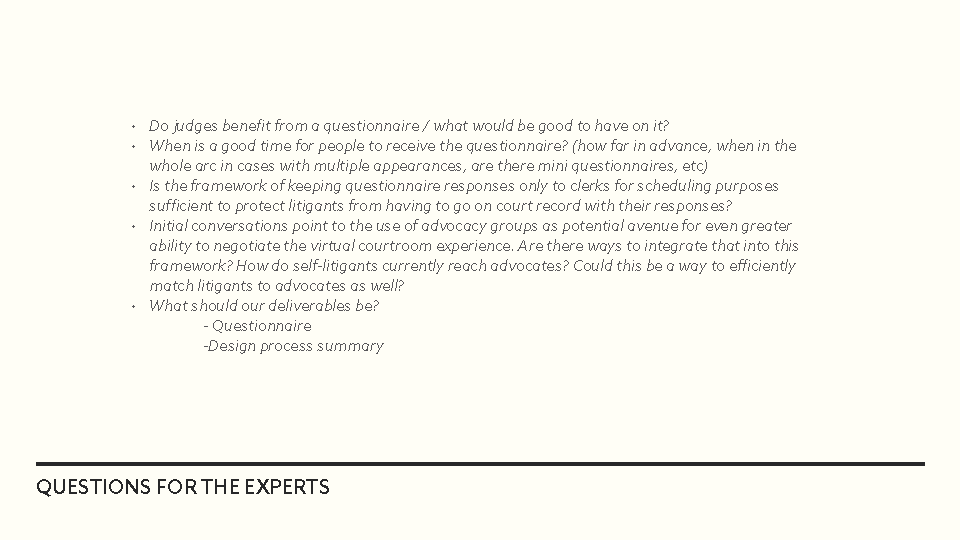 • Do judges benefit from a questionnaire / what would be good to have on it?
• When is a good time for people to receive the questionnaire? (how far in advance, when in the
whole arc in cases with multiple appearances, are there mini questionnaires, etc)
• Is the framework of keeping questionnaire responses only to clerks for scheduling purposes
sufficient to protect litigants from having to go on court record with their responses?
• Initial conversations point to the use of advocacy groups as potential avenue for even greater
ability to negotiate the virtual courtroom experience. Are there ways to integrate that into this
framework? How do self-litigants currently reach advocates? Could this be a way to efficiently
match litigants to advocates as well?
• What should our deliverables be?
- Questionnaire
-Design process summary
QUESTIONS FOR THE EXPERTS